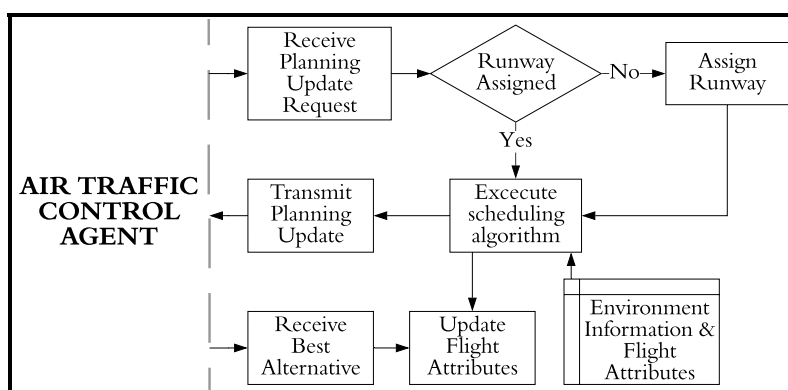 Receive
Planning
Update
Request
Runway
Assigned
No
Assign
Runway
Yes
AIR TRAFFIC
CONTROL
AGENT
Transmit
Planning
Update
Excecute
scheduling
algorithm
Receive
Best
Alternative
Update
Flight
Attributes
Environment
Information &
Flight
Attributes